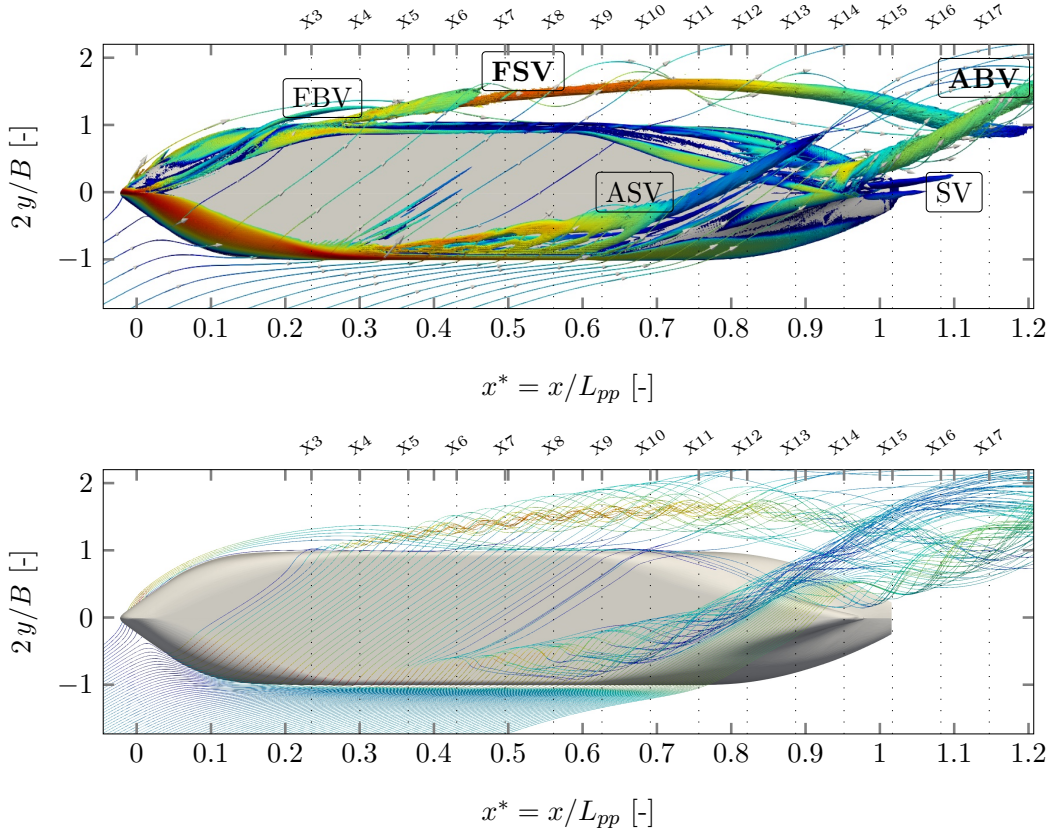 X3 X4 X5 X6 X7 X8 X9 X10 X11 X12 X13 X14 X15 X16 X17
2
FSV
ABV
FBV
1
2y/B [-]
0
ASV
SV
−1
0 0.1 0.2 0.3 0.4 0.5 0.6 0.7 0.8 0.9 1 1.1 1.2
x* = x/Lpp [-]
X3 X4 X5 X6 X7 X8 X9 X10 X11 X12 X13 X14 X15 X16 X17
2
1
2y/B [-]
0
−1
0 0.1 0.2 0.3 0.4 0.5 0.6 0.7 0.8 0.9 1 1.1 1.2
x* = x/Lpp [-]